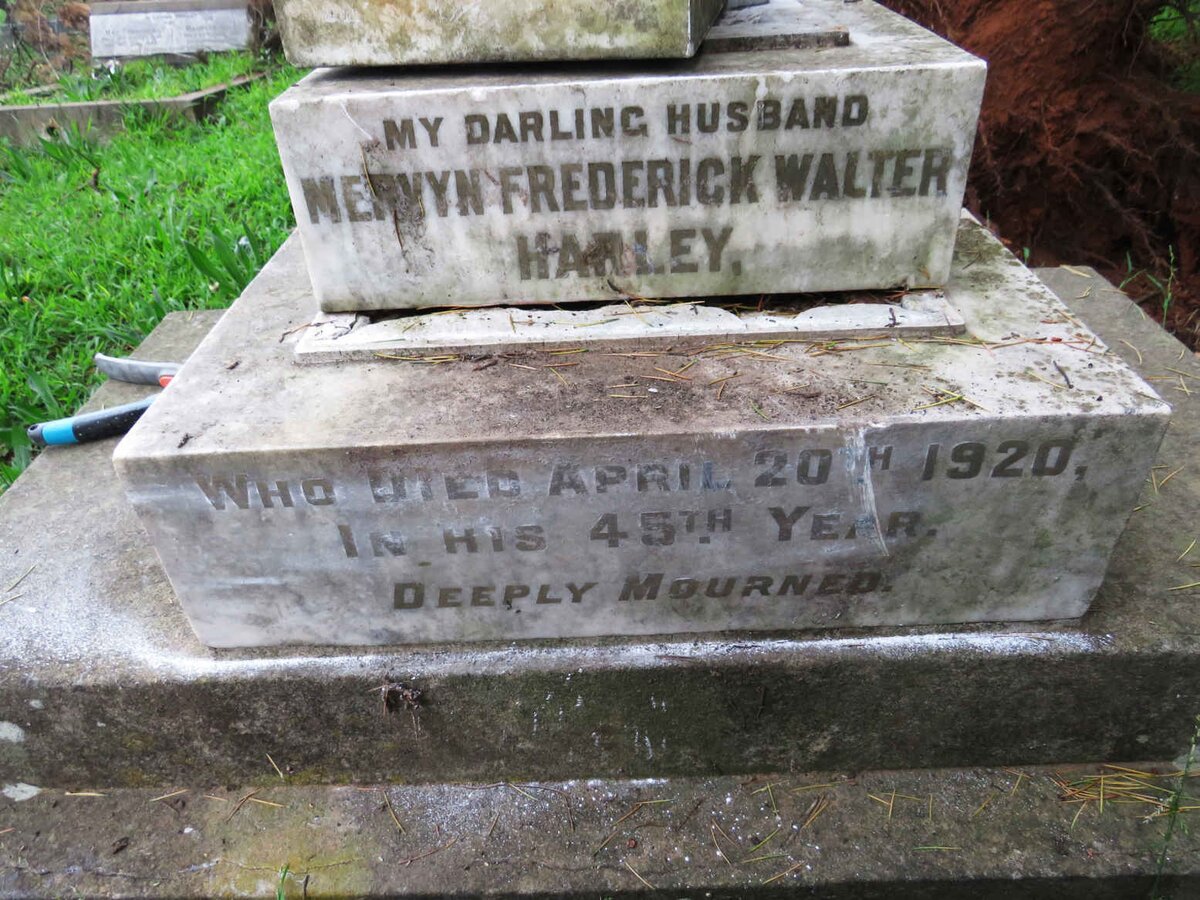 MY DARLING HUSBAND
MERVYN FREDERICK WALTER
HARLEY,
WHO DIED APRIL 20TH 1920,
IN HIS 45TH YEAR.
DEEPLY MOURNED.